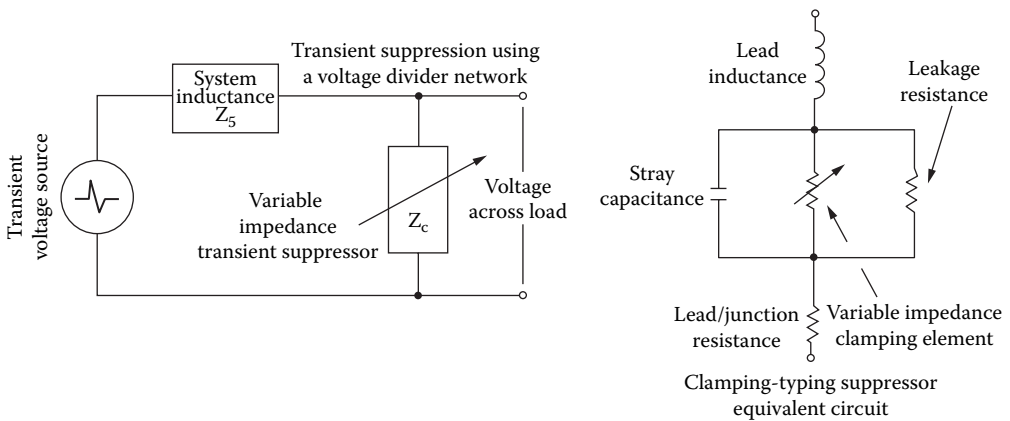 Transient suppression using
a voltage divider network
System
inductance
Z5
Transient
voltage source
Variable
impedance
transient suppressor
Zc
Voltage
across load
Lead
inductance
Leakage
resistance
Stray
capacitance
Lead/junction
resistance
Variable impedance
clamping element
Clamping-typing suppressor
equivalent circuit